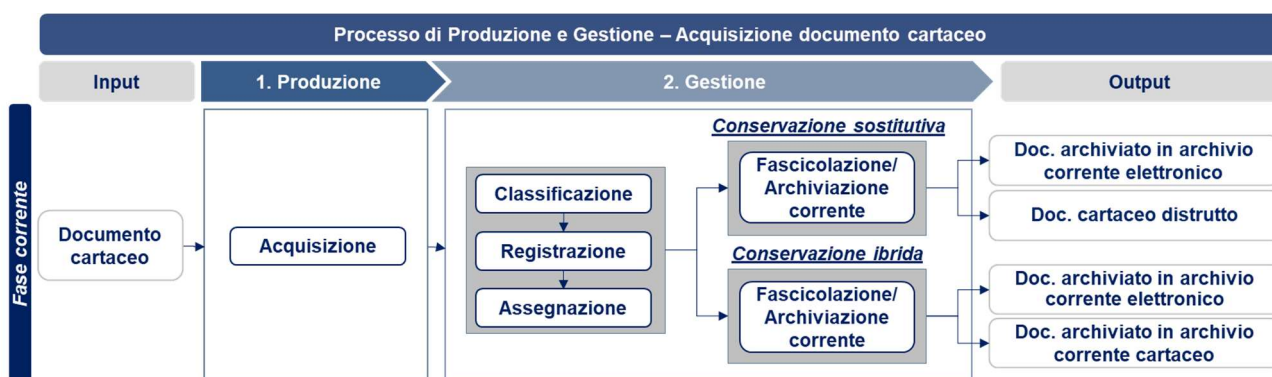 Processo di Produzione e Gestione – Acquisizione documento cartaceo
Input
1. Produzione
2. Gestione
Output
Fase corrente
Documento
cartaceo
Acquisizione
Classificazione
Registrazione
Assegnazione
Conservazione sostitutiva
Fascicolazione/
Archiviazione
corrente
Conservazione ibrida
Fascicolazione/
Archiviazione
corrente
Doc. archiviato in archivio
corrente elettronico
Doc. cartaceo distrutto
Doc. archiviato in archivio
corrente elettronico
Doc. archiviato in archivio
corrente cartaceo